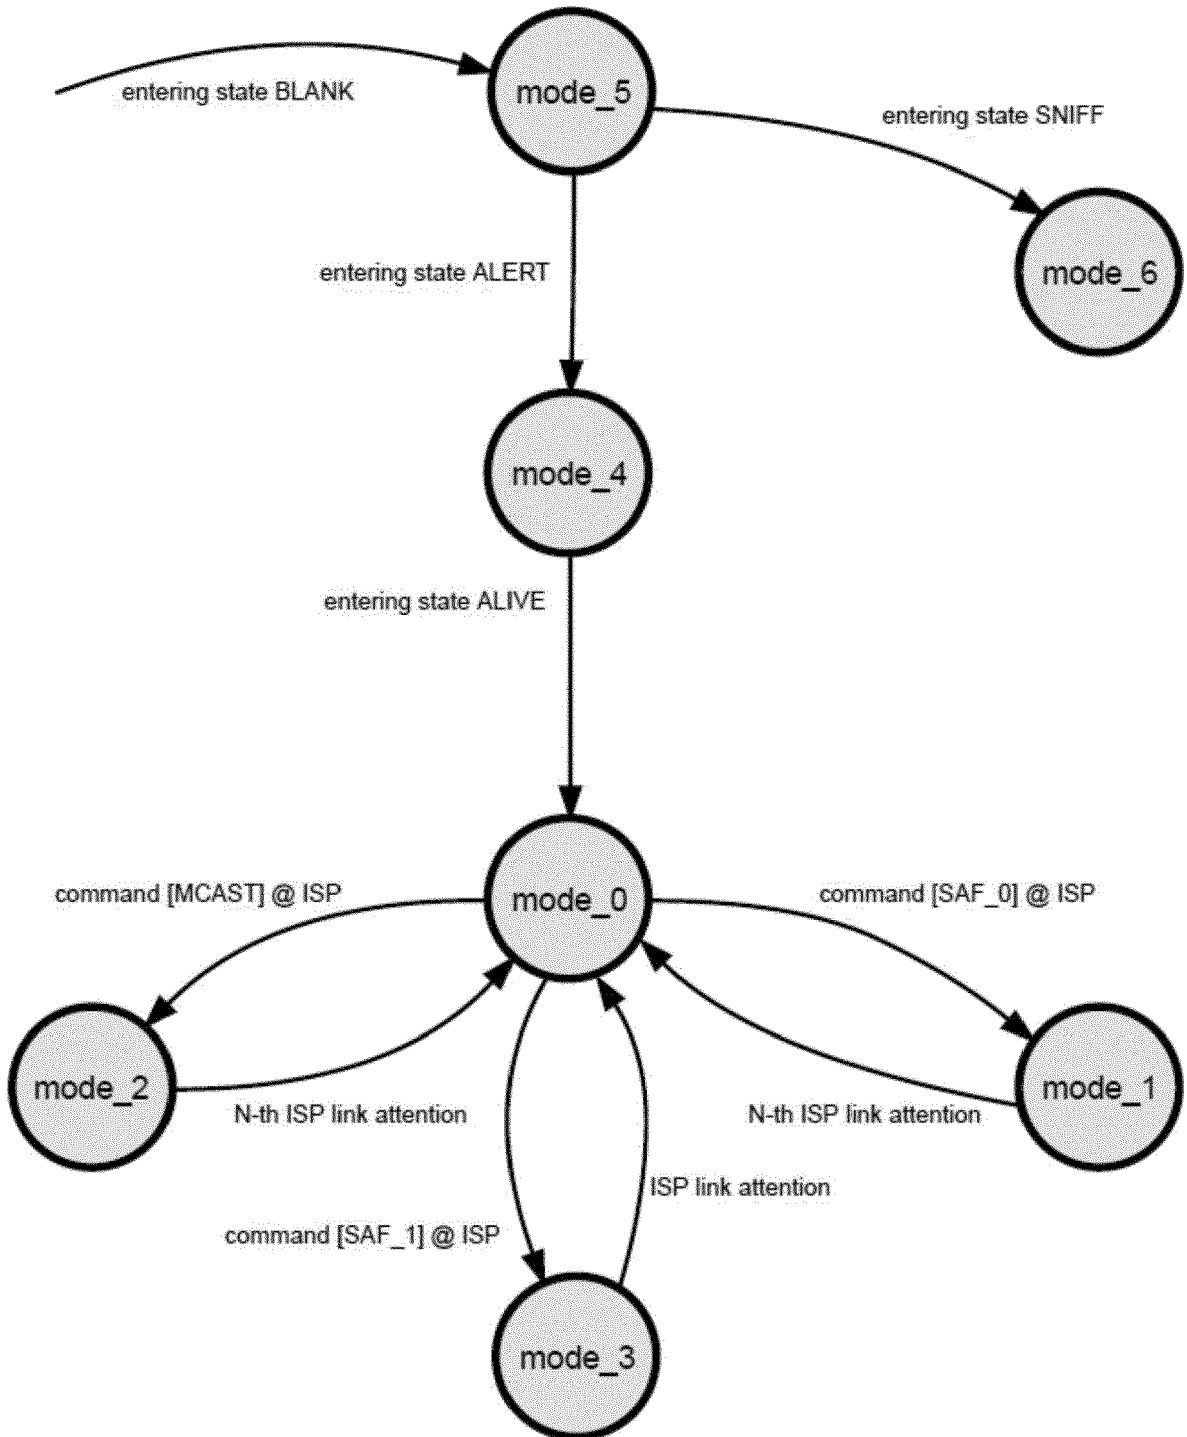 entering state BLANK
mode_5
entering state SNIFF
mode_6
entering state ALERT
mode_4
entering state ALIVE
command [MCAST] @ ISP
mode_0
command [SAF_0] @ ISP
mode_2
mode_1
N-th ISP link attention
N-th ISP link attention
ISP link attention
command [SAF_1] @ ISP
mode_3